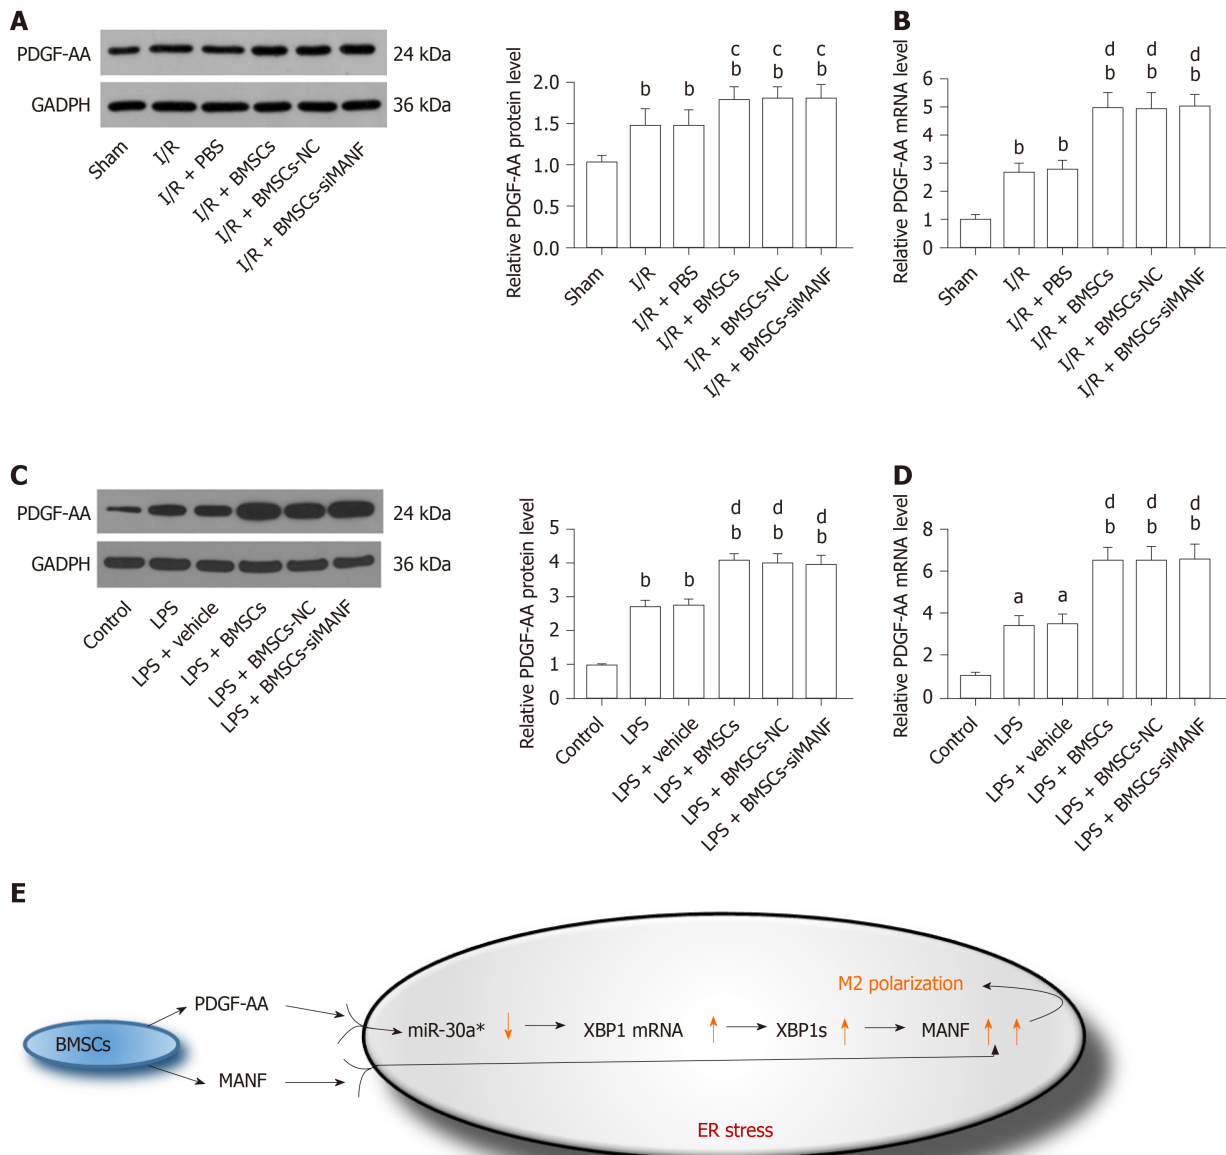 A
PDGF-AA
24 kDa
GADPH
36 kDa
Sham
I/R
I/R + PBS
I/R + BMSCs
I/R + BMSCs-NC
I/R + BMSCs-siMANF
Relative PDGF-AA protein level
2.0
1.5
1.0
0.5
0.0
b
b
c
b
c
b
c
b
Sham
I/R
I/R + PBS
I/R + BMSCs
I/R + BMSCs-NC
I/R + BMSCs-siMANF
B
Relative PDGF-AA mRNA level
6
5
4
3
2
1
0
b
b
d
b
d
b
d
b
Sham
I/R
I/R + PBS
I/R + BMSCs
I/R + BMSCs-NC
I/R + BMSCs-siMANF
C
PDGF-AA
24 kDa
GADPH
36 kDa
Control
LPS
LPS + vehicle
LPS + BMSCs
LPS + BMSCs-NC
LPS + BMSCs-siMANF
Relative PDGF-AA protein level
5
4
3
2
1
0
b
b
d
b
d
b
d
b
Control
LPS
LPS + vehicle
LPS + BMSCs
LPS + BMSCs-NC
LPS + BMSCs-siMANF
D
Relative PDGF-AA mRNA level
8
6
4
2
0
a
a
d
b
d
b
d
b
Control
LPS
LPS + vehicle
LPS + BMSCs
LPS + BMSCs-NC
LPS + BMSCs-siMANF
E
M2 polarization
PDGF-AA
BMSCs
miR-30a*
XBP1 mRNA
XBP1s
MANF
MANF
ER stress